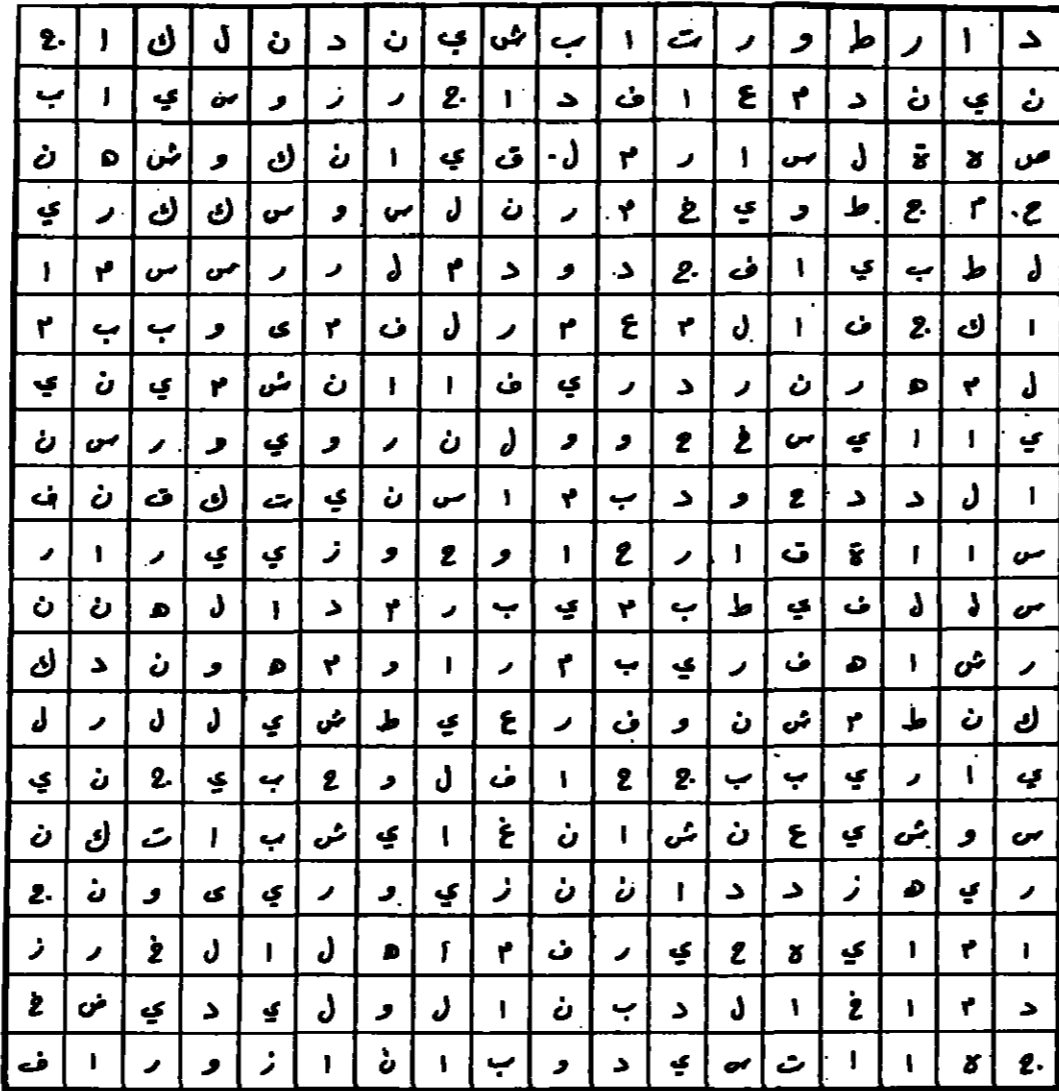 د ا ر ط و ر ت ا ب ش ي ن د ن ل ك ا ج
ن ي ن د م ع ا ف د ا ج ر ز و س ي ا ب
ص لا ة ل س ا ر م ل ق ي ا ن ك و ش ه ن
ح م ج ط و ي خ م ر ن ل س و س ك ك ر ي
ل ط ب ي ا ف ج د و د م ل ر ر س س م ا
ا ك ج ف ا ل م ع م ر ل ف م ى و ب ب م
ل م ه ر ن ر د ر ي ف ا ا ن ش م ي ن ي
ي ا ا ي س خ ح و و ل ن ر و ي و ر س ن
ا ل د د ح و د ب م ا س ن ي ت ك ق ن ف
س ا ا ة ق ا ر ح ا و ح و ز ي ي ر ا ر
س ل ل ف ي ط ب م ي ب ر م د ا ل ه ن ن
ر ش ا ه ف ر ي ب م ر ا و م ه و ن د ك
ك ن ط م ش ن و ف ر ع ي ط ش ي ل ل ر ل
ي ا ر ي ب ب ج ح ا ف ل و ح ب ي ج ن ي
س و ش ي ع ن ش ا ن غ ا ي ش ب ا ت ك ن
ر ي ه ز د د ا ن ن ز ي و ر ي ى و ن ج
ا م ا ي لا ح ي ر ف م أ ه ل ا ل خ ر ز
د م ا خ ا ل د ب ن ا ل و ل ي د ي ض خ
ج لا ا ا ت س ي د و ب ا ن ا ز و ر ا ف